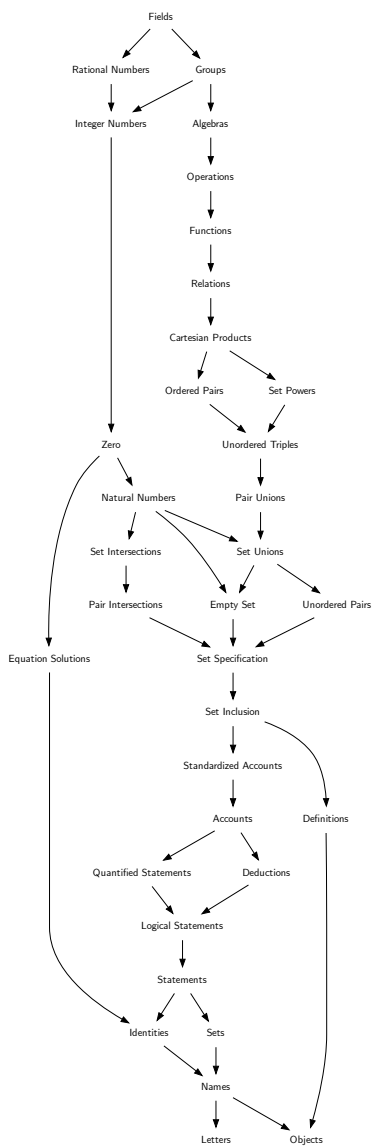 Fields
Rational Numbers Groups
Integer Numbers Algebras
Operations
Functions
Relations
Cartesian Products
Ordered Pairs Set Powers
Zero Unordered Triples
Natural Numbers Pair Unions
Set Intersections Set Unions
Pair Intersections Empty Set Unordered Pairs
Equation Solutions Set Specification
Set Inclusion
Standardized Accounts
Accounts Definitions
Quantified Statements Deductions
Logical Statements
Statements
Identities Sets
Names
Letters Objects